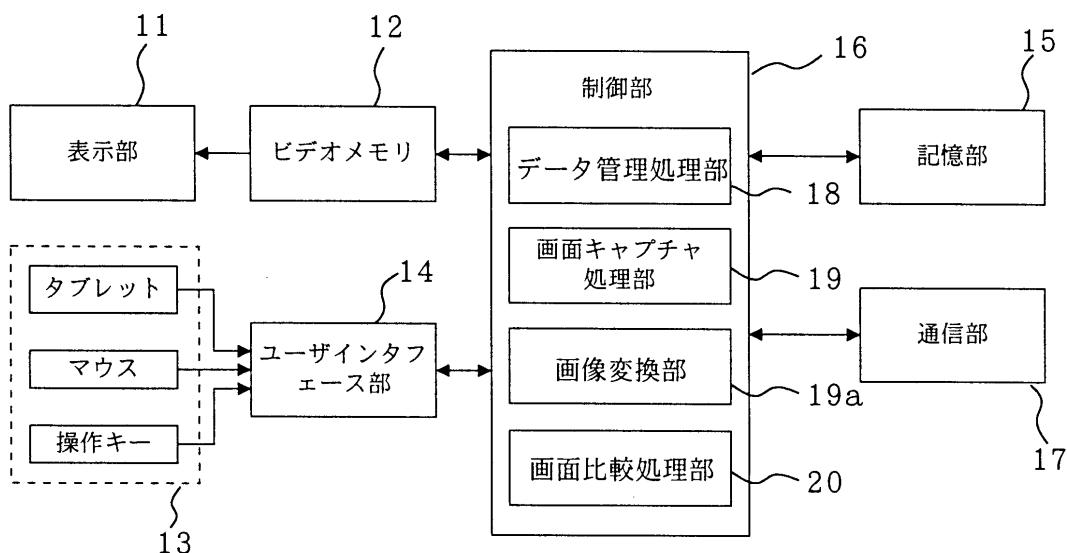 11
12
16
15
制御部
表示部
ビデオメモリ
データ管理処理部
18
記憶部
画面キャプチャ
処理部
19
タブレット
マウス
操作キー
13
14
ユーザインタフ
ェース部
画像変換部
19a
通信部
17
画面比較処理部
20